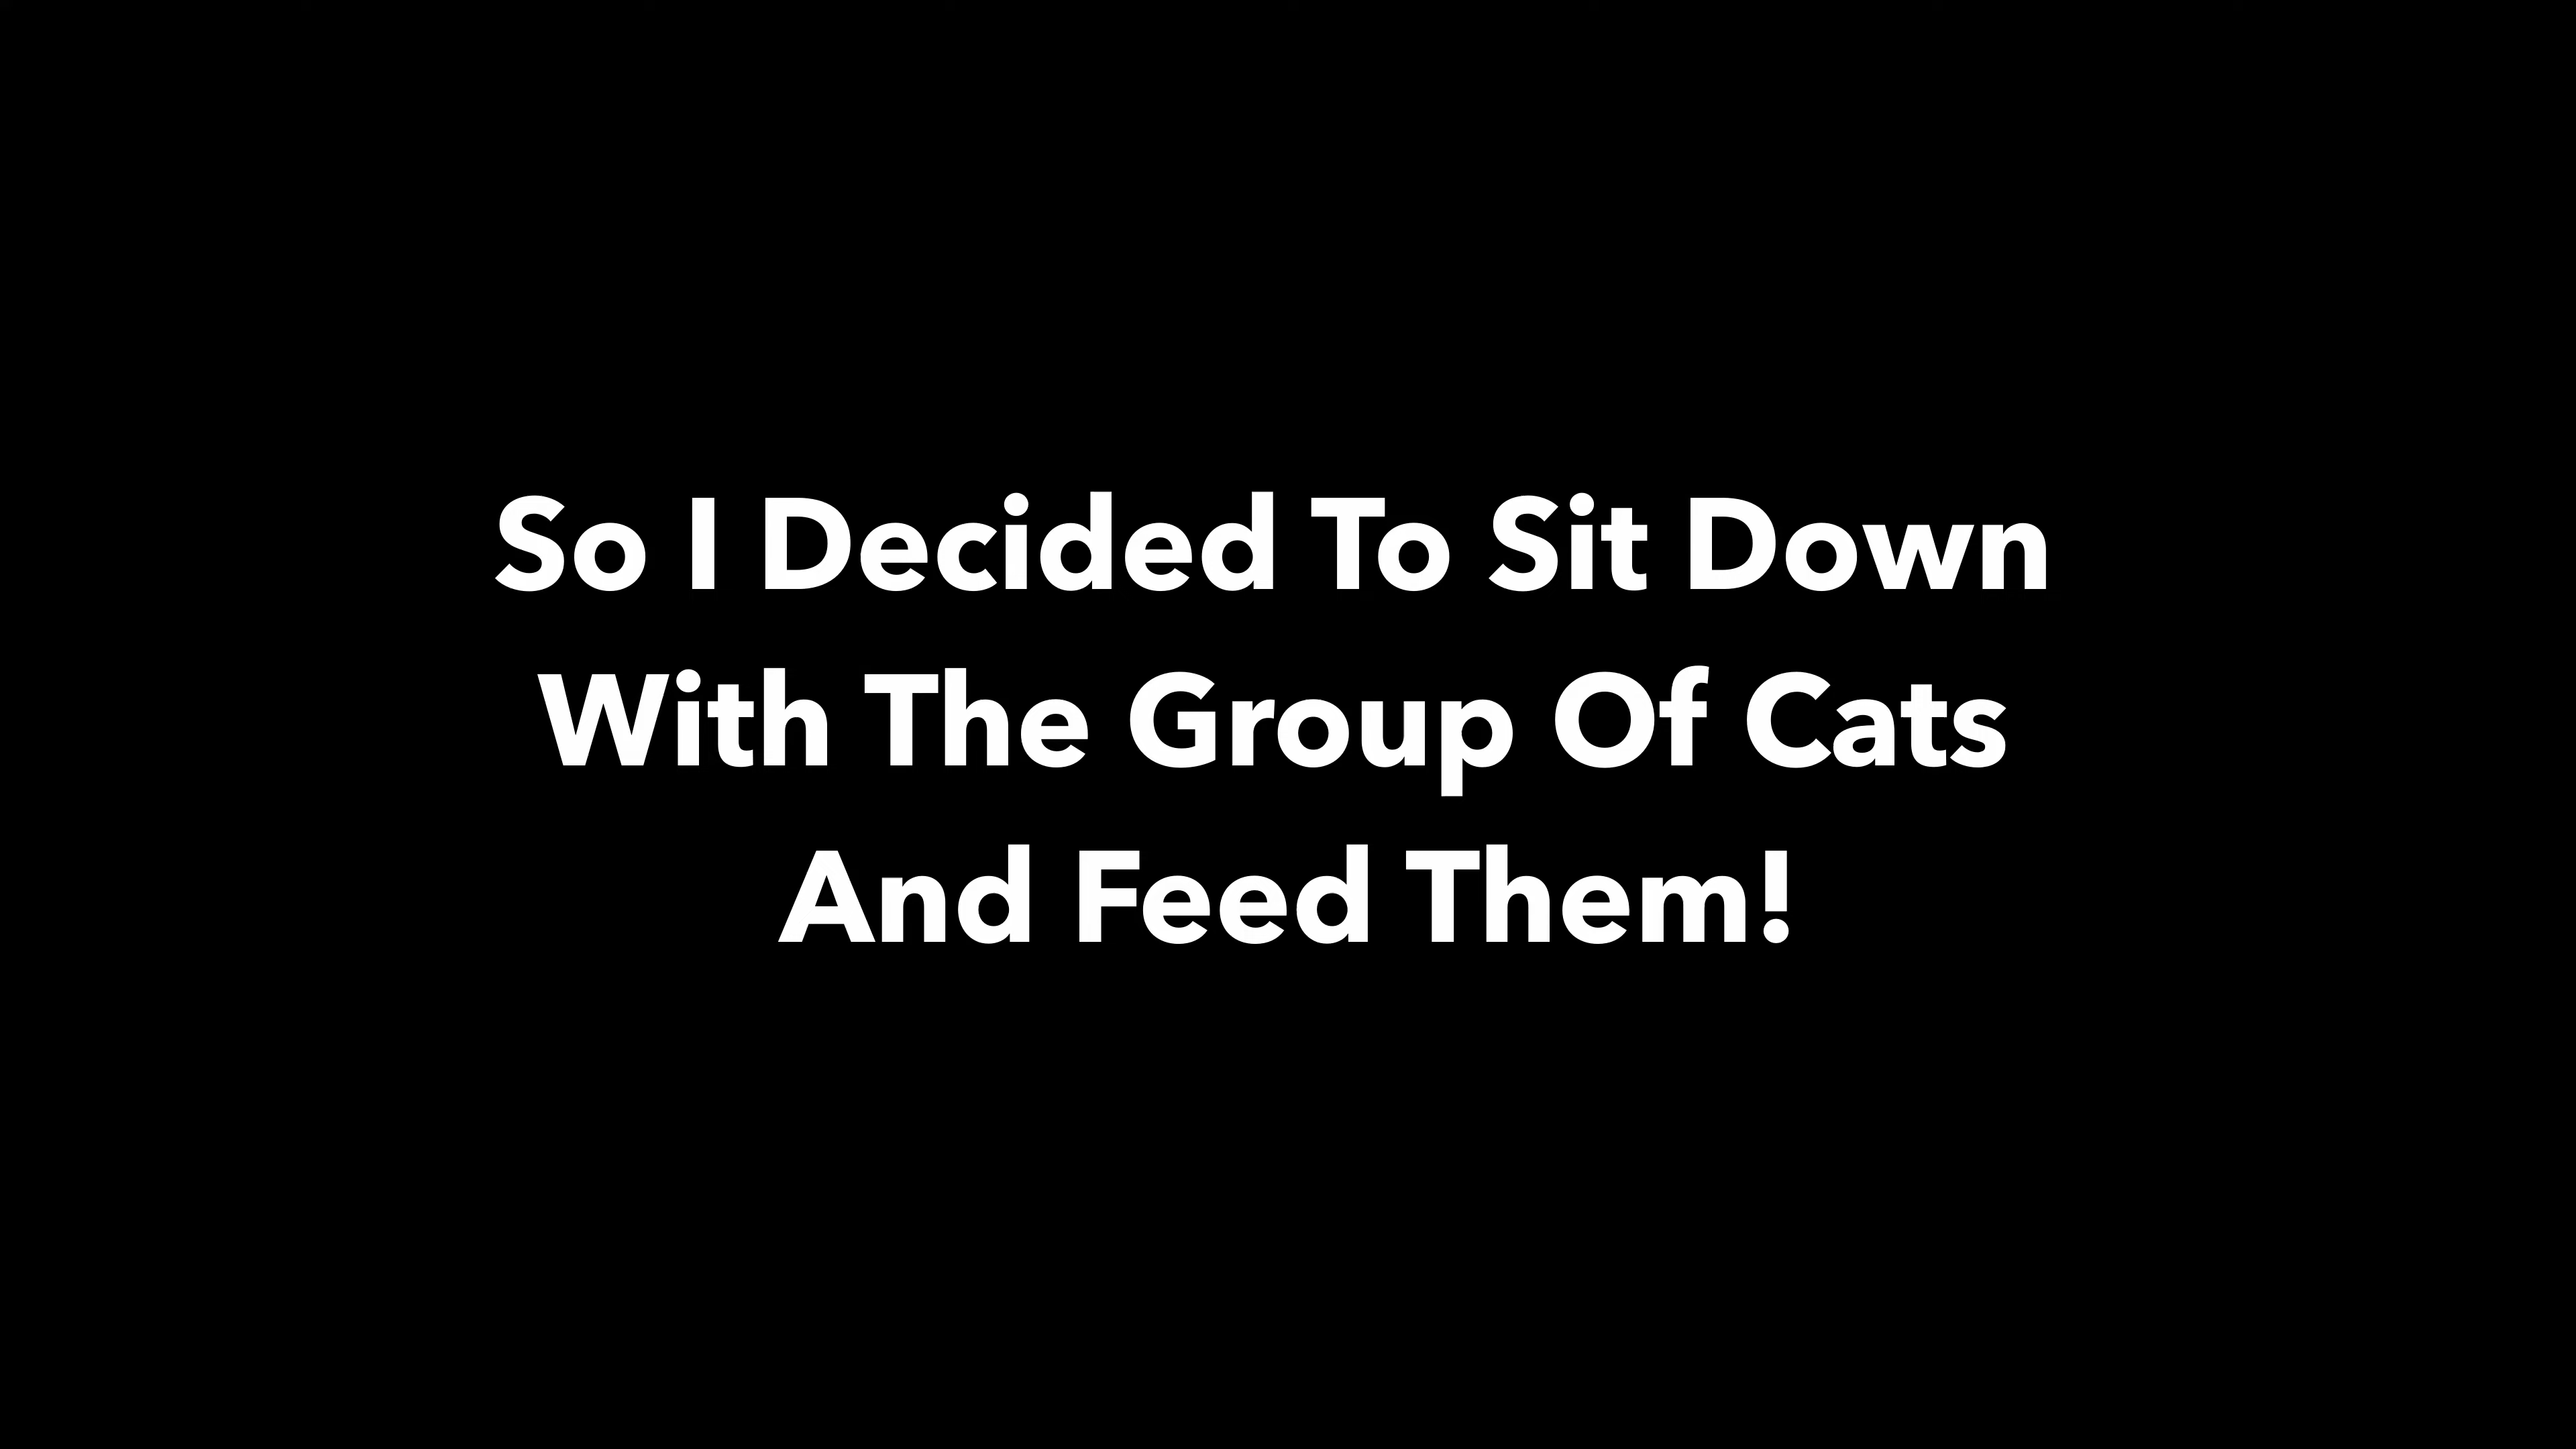 So I Decided To Sit Down
With The Group Of Cats
And Feed Them!